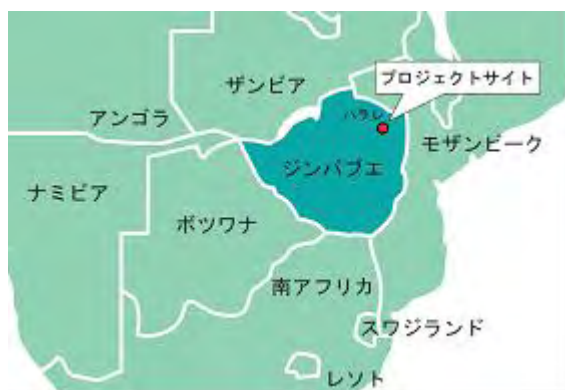 ザンビア
プロジェクトサイト
ハラレ
アンゴラ
モザンビーク
ジンバブエ
ナミビア
ボツワナ
南アフリカ
スワジランド
レソト